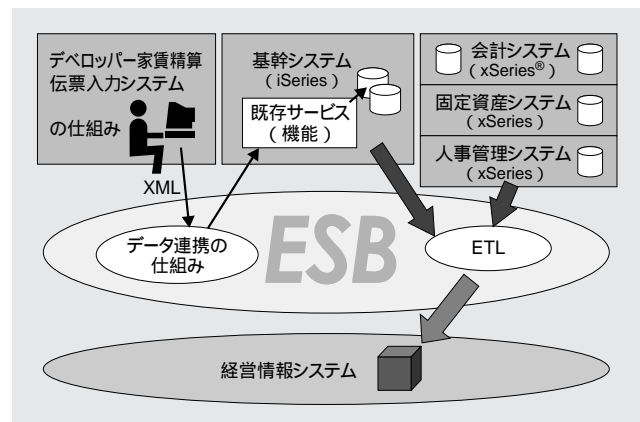 デベロッパー家賃精算
伝票入力システム
の仕組み
XML
基幹システム
（iSeries）
既存サービス
（機能）
会計システム
（xSeries®）
固定資産システム
（xSeries）
人事管理システム
（xSeries）
データ連携の
仕組み
ESB
ETL
経営情報システム